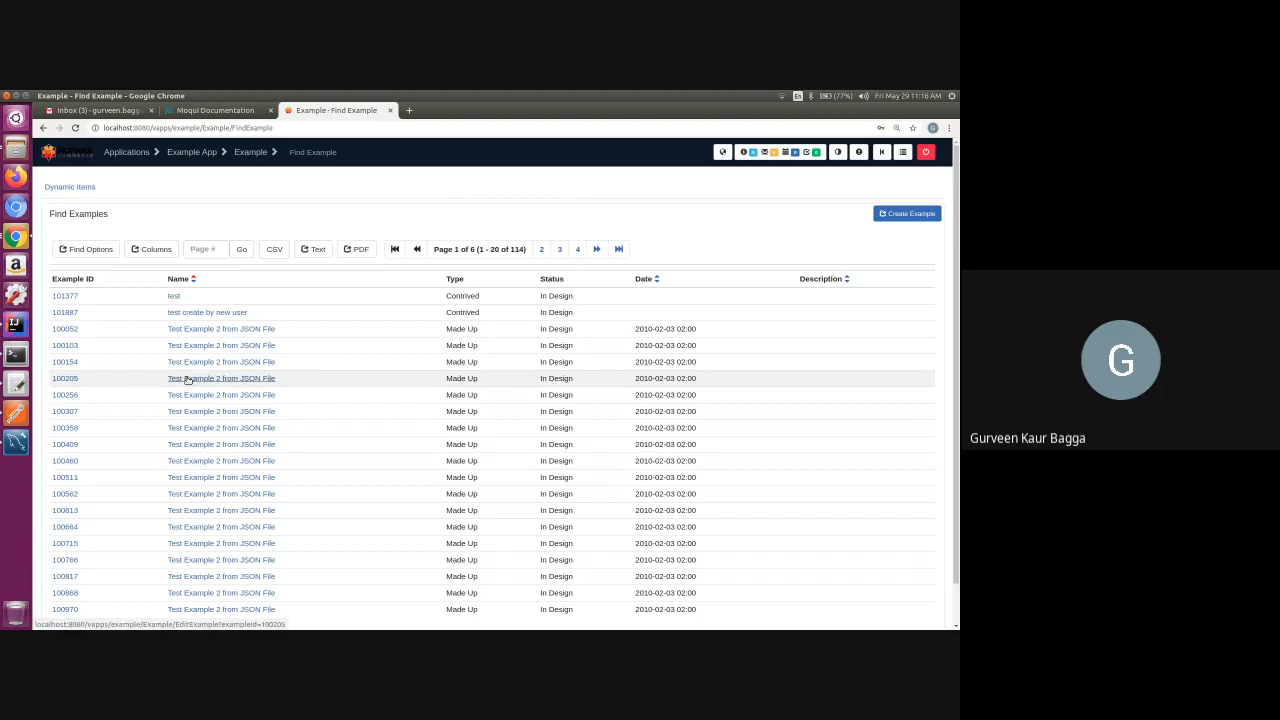 Example - Find Example - Google Chrome
En (77%) Fri May 29 11:16 AM
Inbox (3) - gurveen.bagg
Moqui Documentation
Example - Find Example
localhost:8080/vapps/example/Example/FindExample
G
Applications Example App Example Find Example
Dynamic Items
Find Examples
Create Example
Find Options Columns Page # Go CSV Text PDF Page 1 of 6 (1 - 20 of 114) 2 3 4
Example ID Name Type Status Date Description
101377 test Contrived In Design
101887 test create by new user Contrived In Design
100052 Test Example 2 from JSON File Made Up In Design 2010-02-03 02:00
100103 Test Example 2 from JSON File Made Up In Design 2010-02-03 02:00
100154 Test Example 2 from JSON File Made Up In Design 2010-02-03 02:00
100205 Test Example 2 from JSON File Made Up In Design 2010-02-03 02:00
100256 Test Example 2 from JSON File Made Up In Design 2010-02-03 02:00
100307 Test Example 2 from JSON File Made Up In Design 2010-02-03 02:00
100358 Test Example 2 from JSON File Made Up In Design 2010-02-03 02:00
100409 Test Example 2 from JSON File Made Up In Design 2010-02-03 02:00
100460 Test Example 2 from JSON File Made Up In Design 2010-02-03 02:00
100511 Test Example 2 from JSON File Made Up In Design 2010-02-03 02:00
100562 Test Example 2 from JSON File Made Up In Design 2010-02-03 02:00
100613 Test Example 2 from JSON File Made Up In Design 2010-02-03 02:00
100664 Test Example 2 from JSON File Made Up In Design 2010-02-03 02:00
100715 Test Example 2 from JSON File Made Up In Design 2010-02-03 02:00
100766 Test Example 2 from JSON File Made Up In Design 2010-02-03 02:00
100817 Test Example 2 from JSON File Made Up In Design 2010-02-03 02:00
100868 Test Example 2 from JSON File Made Up In Design 2010-02-03 02:00
100970 Test Example 2 from JSON File Made Up In Design 2010-02-03 02:00
localhost:8080/vapps/example/Example/EditExample?exampleId=100205
G
Gurveen Kaur Bagga